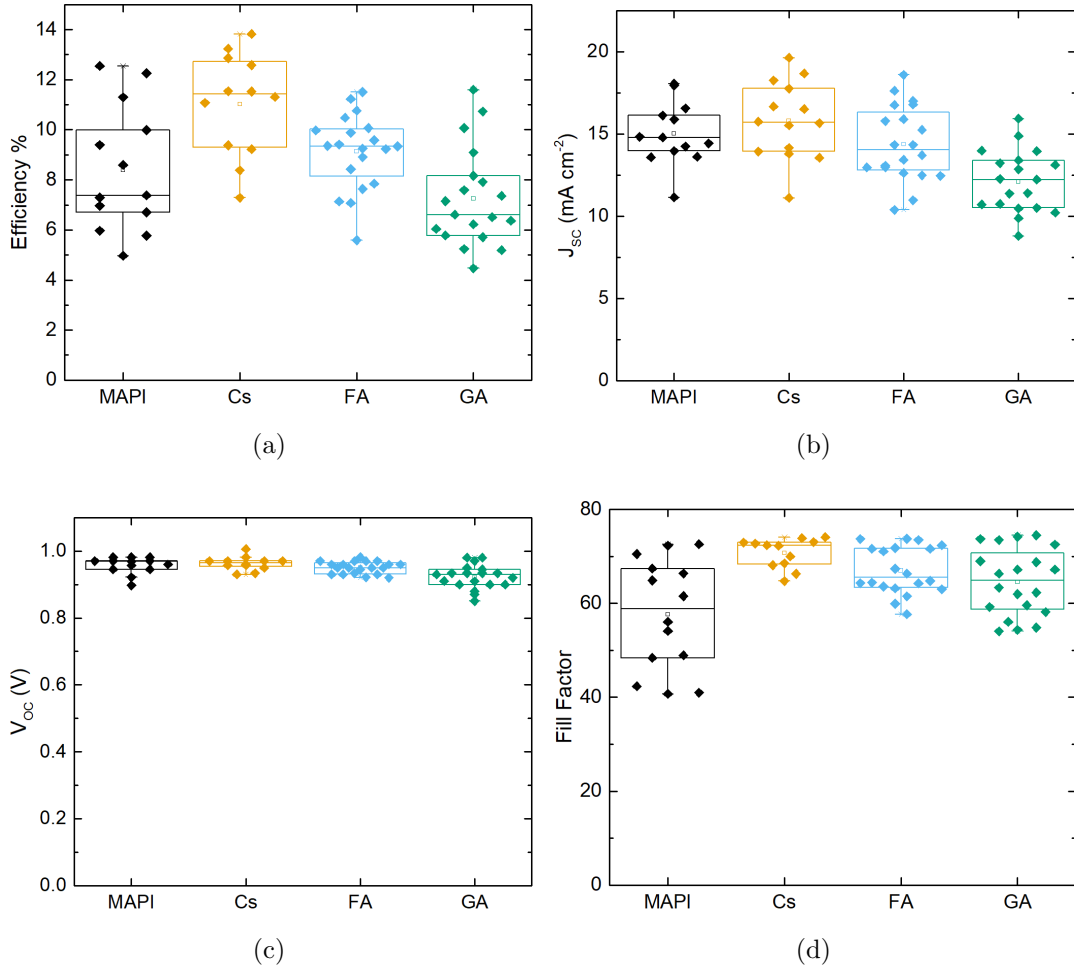 Efficiency %
14
12
10
8
6
4
2
0
MAPI Cs FA GA
(a)
J_SC (mA cm⁻²)
20
15
10
5
0
MAPI Cs FA GA
(b)
V_OC (V)
1.0
0.8
0.6
0.4
0.2
0.0
MAPI Cs FA GA
(c)
Fill Factor
80
60
40
20
0
MAPI Cs FA GA
(d)